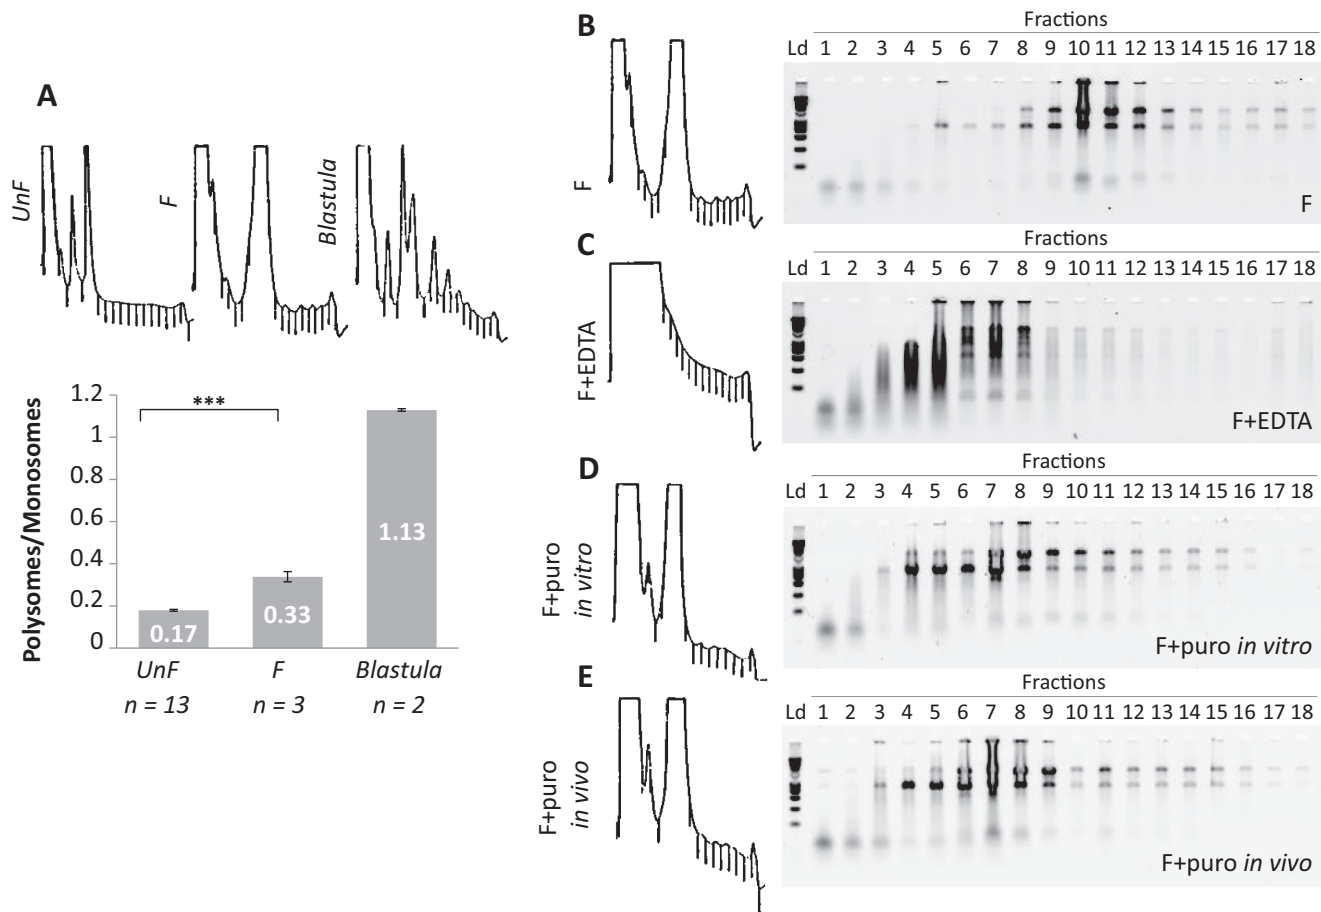 A
UnF
F
Blastula
Polysomes/Monosomes
1.2
1
0.8
0.6
0.4
0.2
0
***
0.17
0.33
1.13
UnF
F
Blastula
n = 13
n = 3
n = 2
B
F
Fractions
Ld 1 2 3 4 5 6 7 8 9 10 11 12 13 14 15 16 17 18
F
C
F+EDTA
Fractions
Ld 1 2 3 4 5 6 7 8 9 10 11 12 13 14 15 16 17 18
F+EDTA
D
F+puro
in vitro
Fractions
Ld 1 2 3 4 5 6 7 8 9 10 11 12 13 14 15 16 17 18
F+puro in vitro
E
F+puro
in vivo
Fractions
Ld 1 2 3 4 5 6 7 8 9 10 11 12 13 14 15 16 17 18
F+puro in vivo